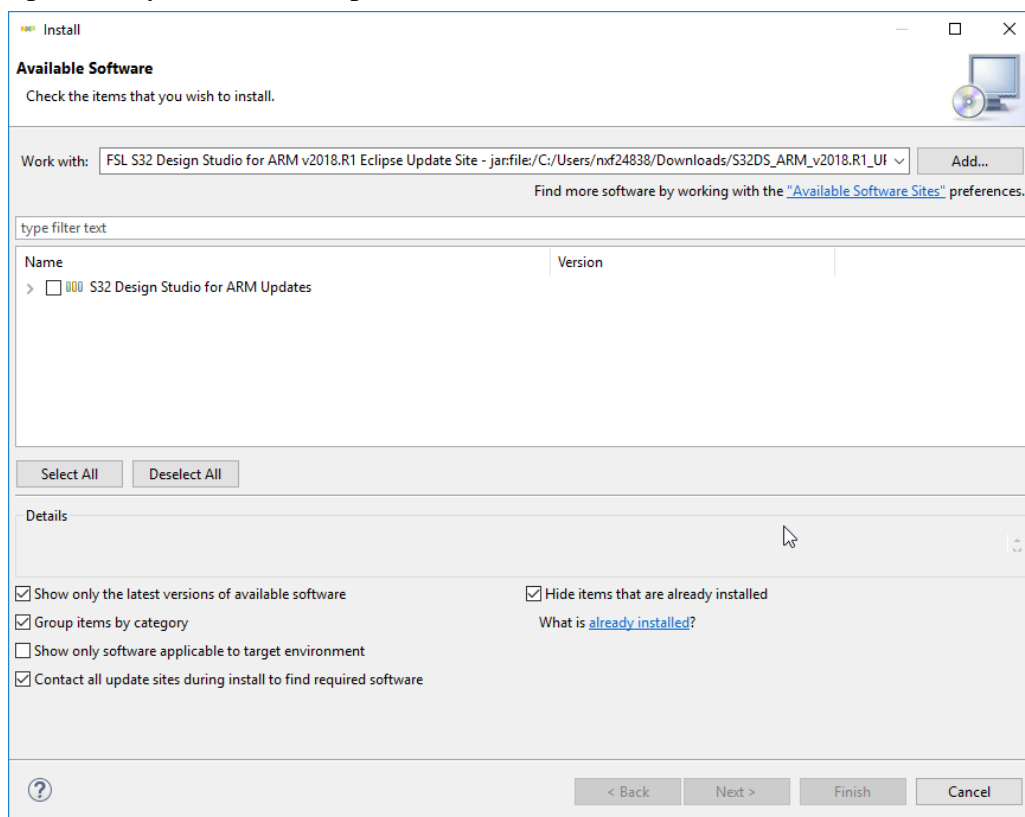 Install
Available Software
Check the items that you wish to install.
Work with: FSL S32 Design Studio for ARM v2018.R1 Eclipse Update Site - jar:file:/C:/Users/nxf24838/Downloads/S32DS_ARM_v2018.R1_UP Add...
Find more software by working with the "Available Software Sites" preferences.
type filter text
Name Version
S32 Design Studio for ARM Updates
Select All Deselect All
Details
Show only the latest versions of available software Hide items that are already installed
Group items by category What is already installed?
Show only software applicable to target environment
Contact all update sites during install to find required software
? < Back Next > Finish Cancel